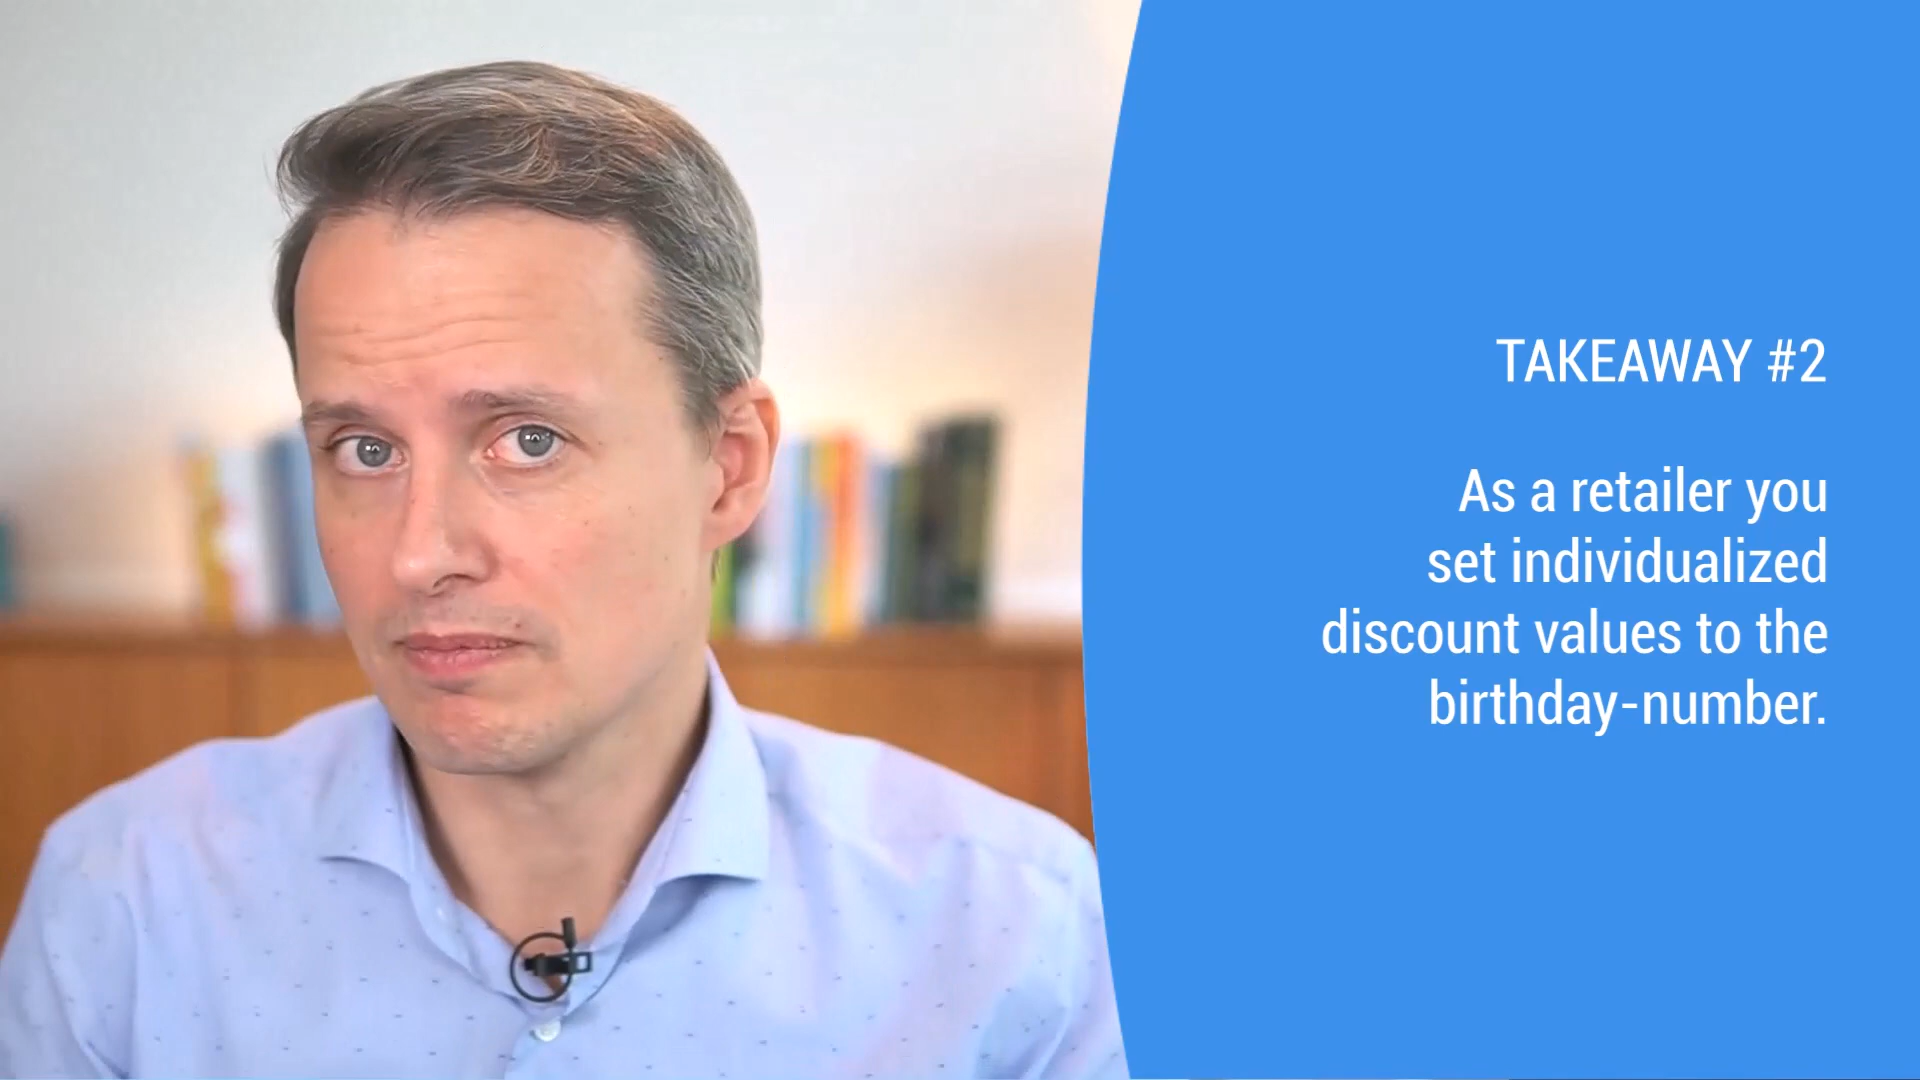 TAKEAWAY #2
As a retailer you
set individualized
discount values to the
birthday-number.